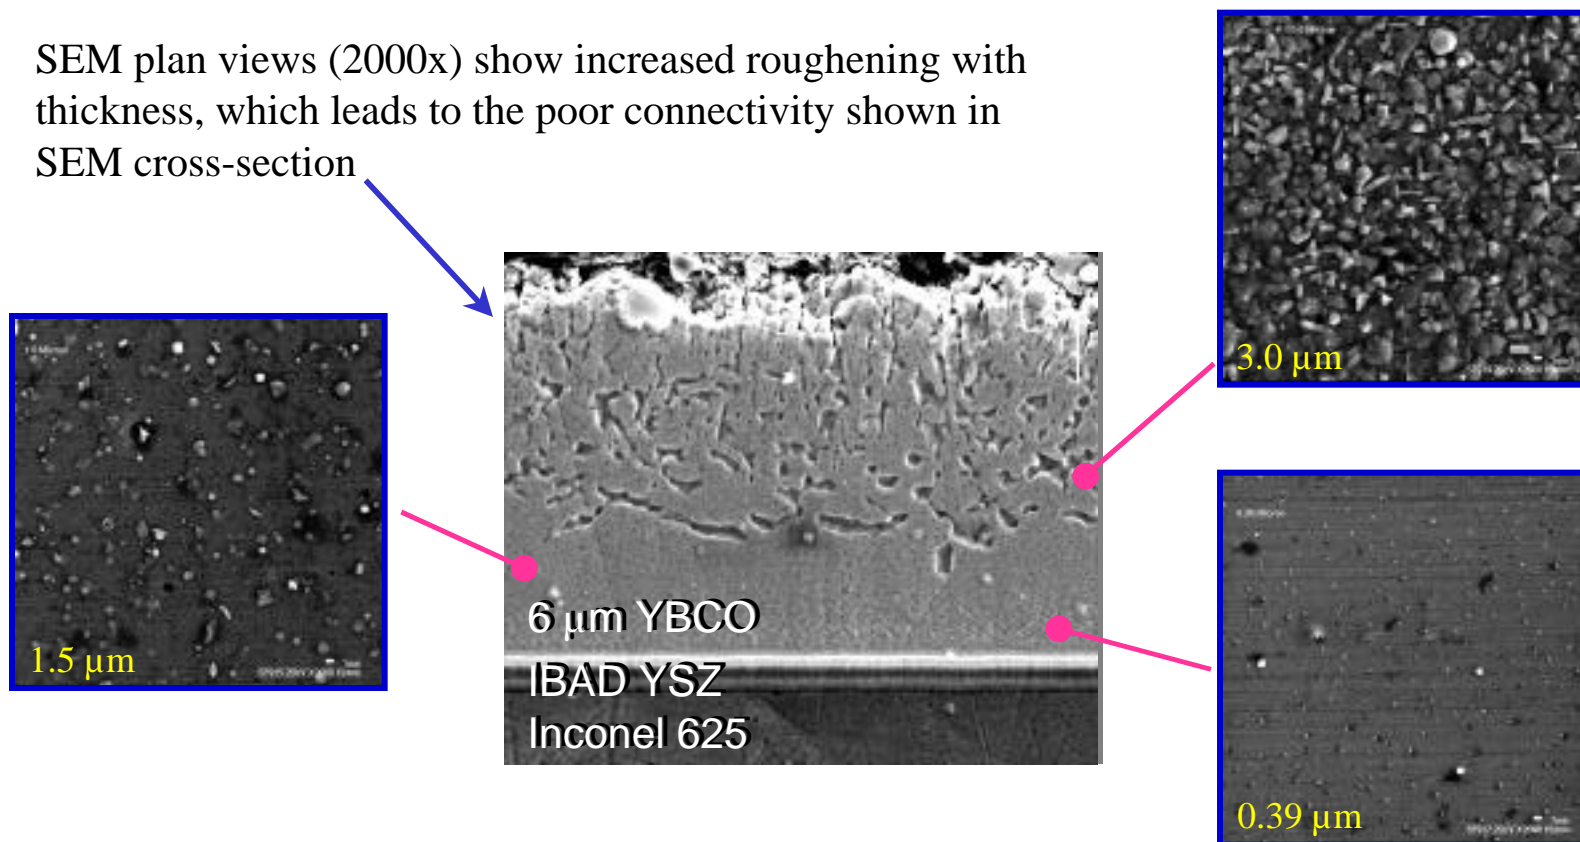 SEM plan views (2000x) show increased roughening with
thickness, which leads to the poor connectivity shown in
SEM cross-section
3.0 µm
1.5 µm
6 µm YBCO
IBAD YSZ
Inconel 625
0.39 µm